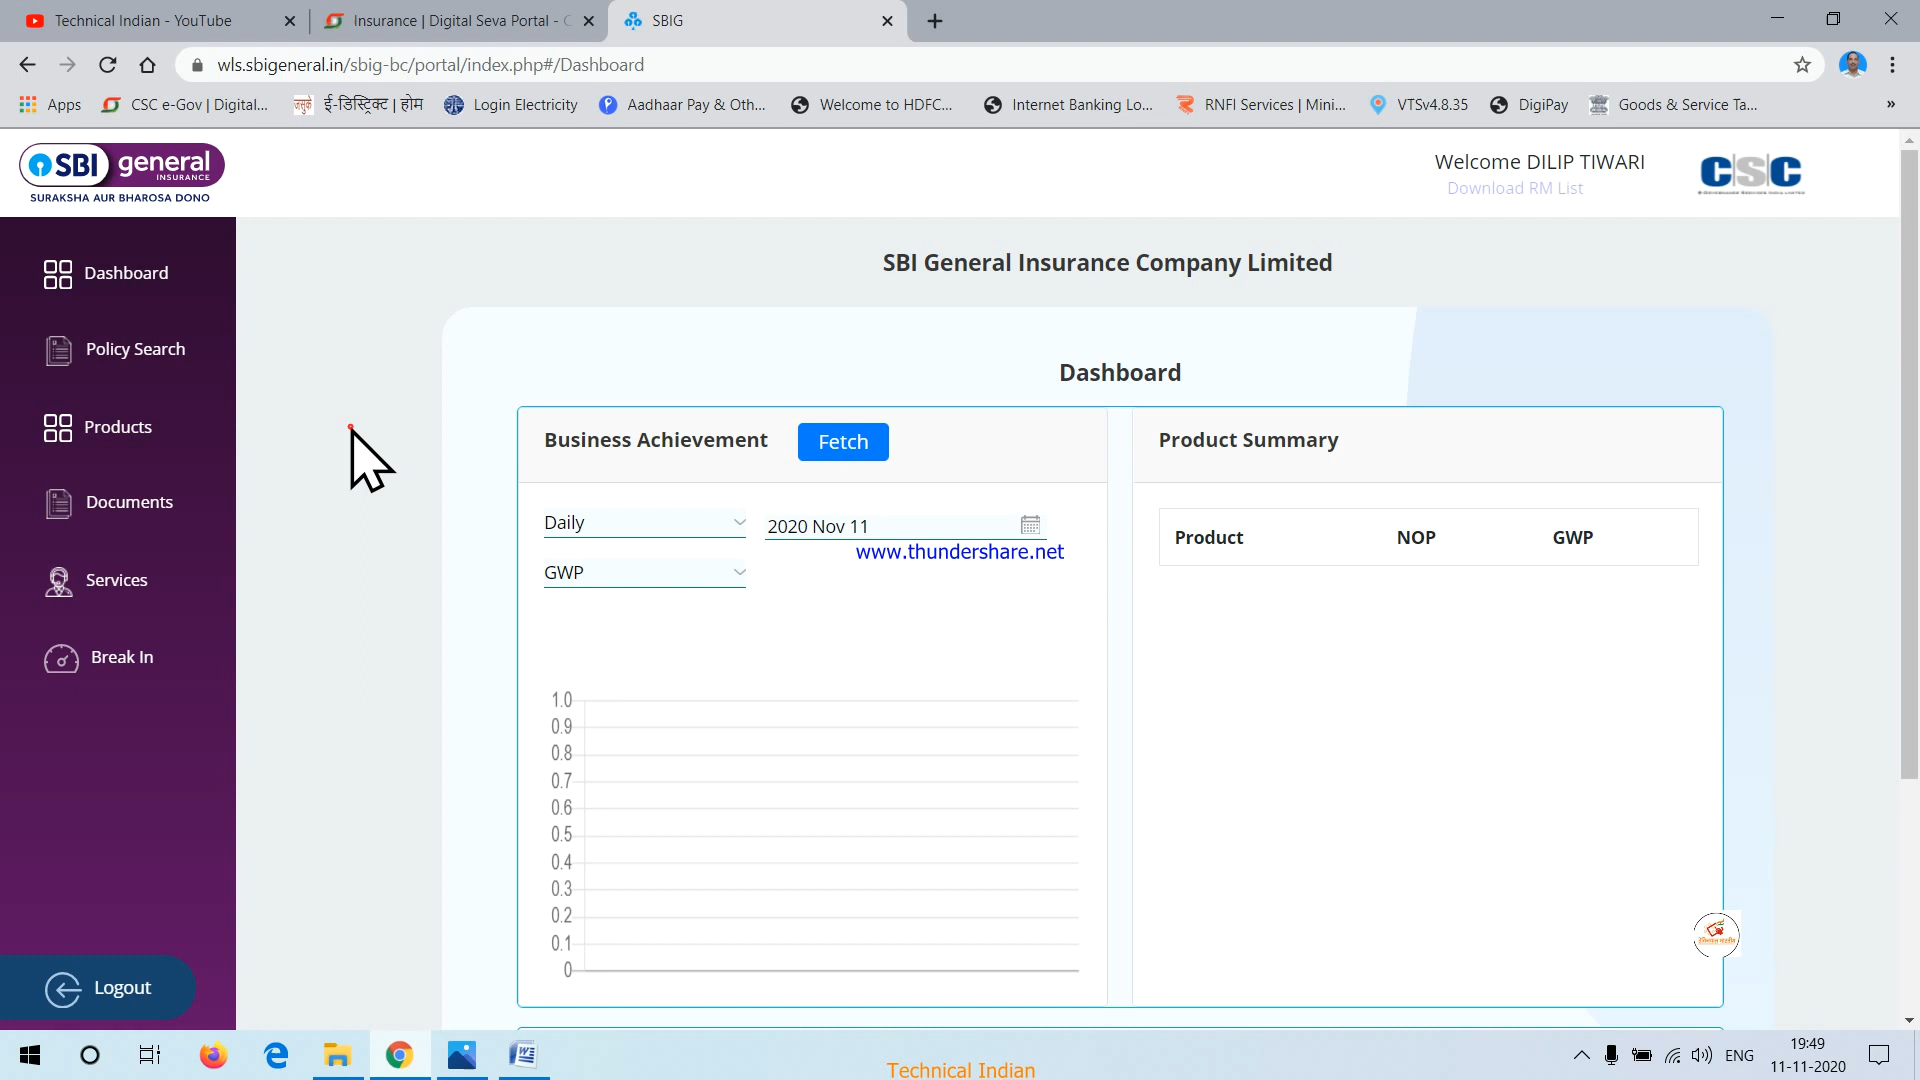 Technical Indian - YouTube
Insurance | Digital Seva Portal - C
SBIG
wls.sbigeneral.in/sbig-bc/portal/index.php#/Dashboard
Apps
CSC e-Gov | Digital...
ई-डिस्ट्रिक्ट | होम
Login Electricity
Aadhaar Pay & Oth...
Welcome to HDFC...
Internet Banking Lo...
RNFI Services | Mini...
VTSv4.8.35
DigiPay
Goods & Service Ta...
»
SBI general
INSURANCE
SURAKSHA AUR BHAROSA DONO
Welcome DILIP TIWARI
Download RM List
CSC
Dashboard
Policy Search
Products
Documents
Services
Break In
Logout
SBI General Insurance Company Limited
Dashboard
Business Achievement
Fetch
Daily
2020 Nov 11
www.thundershare.net
GWP
1.0
0.9
0.8
0.7
0.6
0.5
0.4
0.3
0.2
0.1
0
Product Summary
Product NOP GWP
ENG
19:49
11-11-2020
Technical Indian